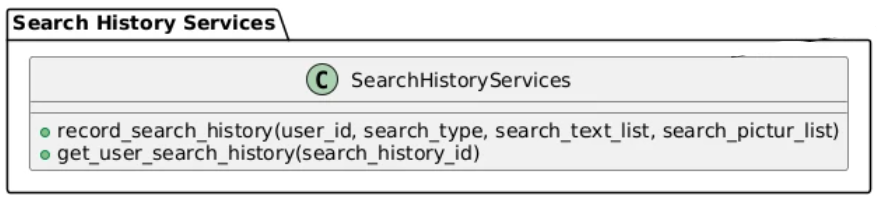 Search History Services
C SearchHistoryServices
record_search_history(user_id, search_type, search_text_list, search_pictur_list)
get_user_search_history(search_history_id)